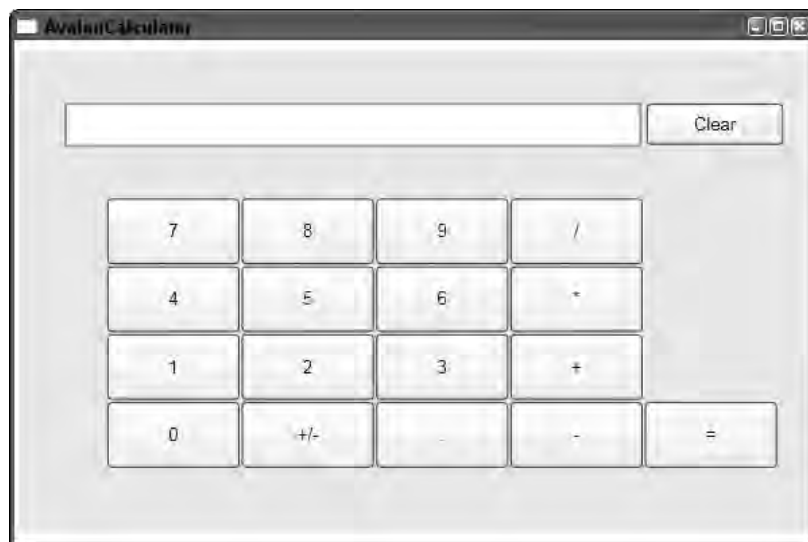 AvalonCalculator
Clear
7 8 9 /
4 5 6 *
1 2 3 +
0 +/- . - =